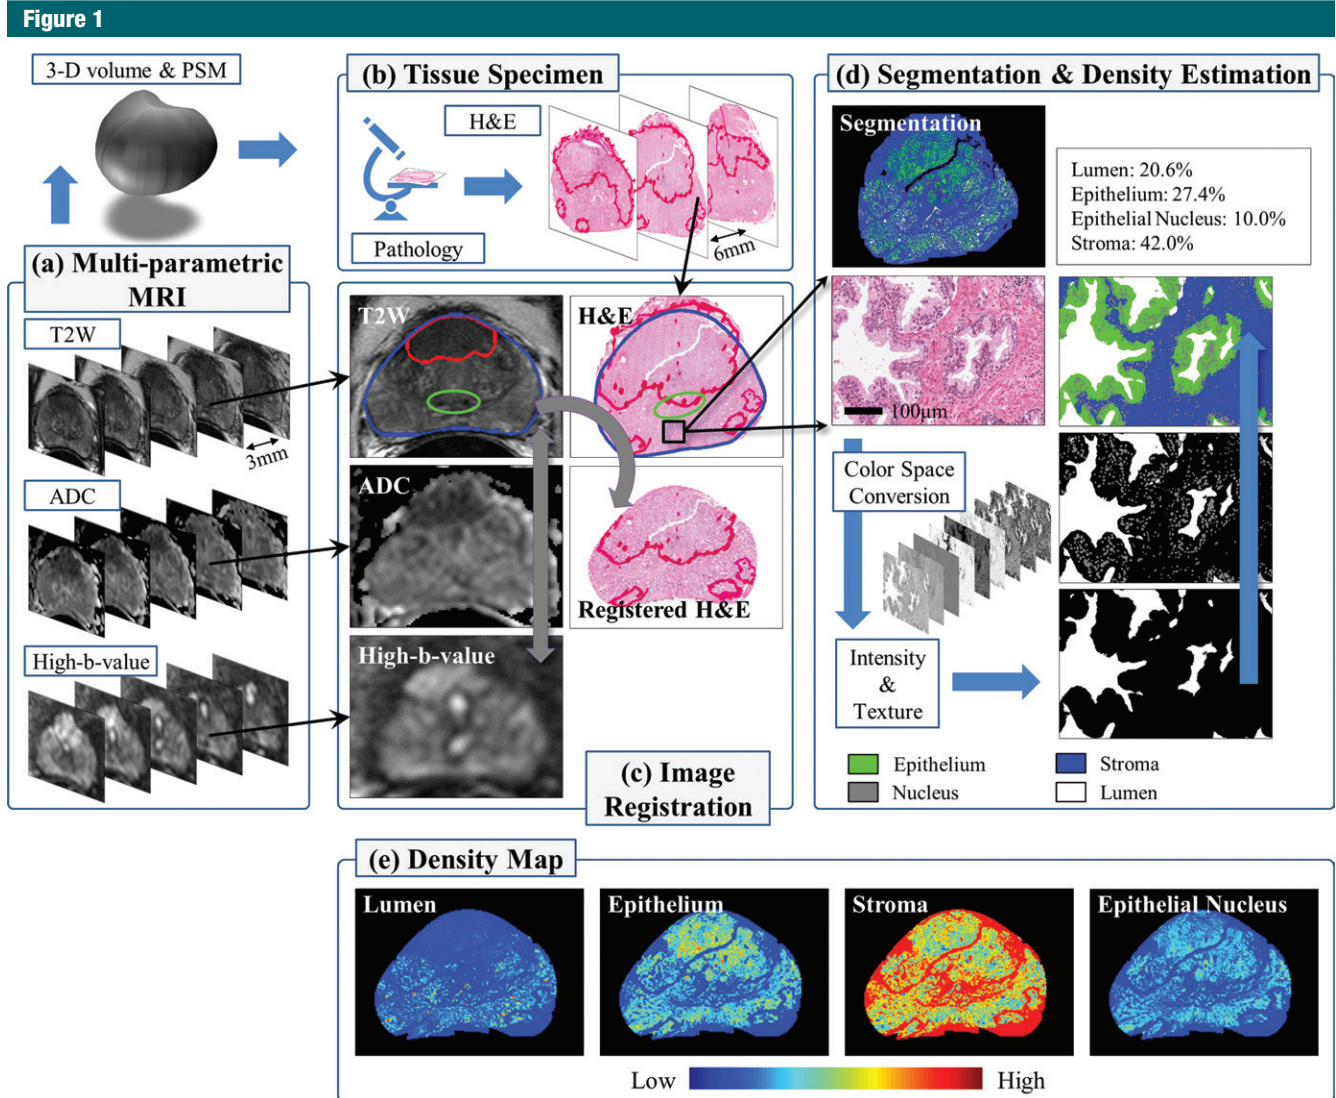 Figure 1
3-D volume & PSM
(a) Multi-parametric
MRI
T2W
3mm
ADC
High-b-value
(b) Tissue Specimen
H&E
Pathology
6mm
T2W
H&E
ADC
Registered H&E
High-b-value
(c) Image
Registration
(d) Segmentation & Density Estimation
Segmentation
Lumen: 20.6%
Epithelium: 27.4%
Epithelial Nucleus: 10.0%
Stroma: 42.0%
100μm
Color Space
Conversion
Intensity
&
Texture
Epithelium
Stroma
Nucleus
Lumen
(e) Density Map
Lumen
Epithelium
Stroma
Epithelial Nucleus
Low
High